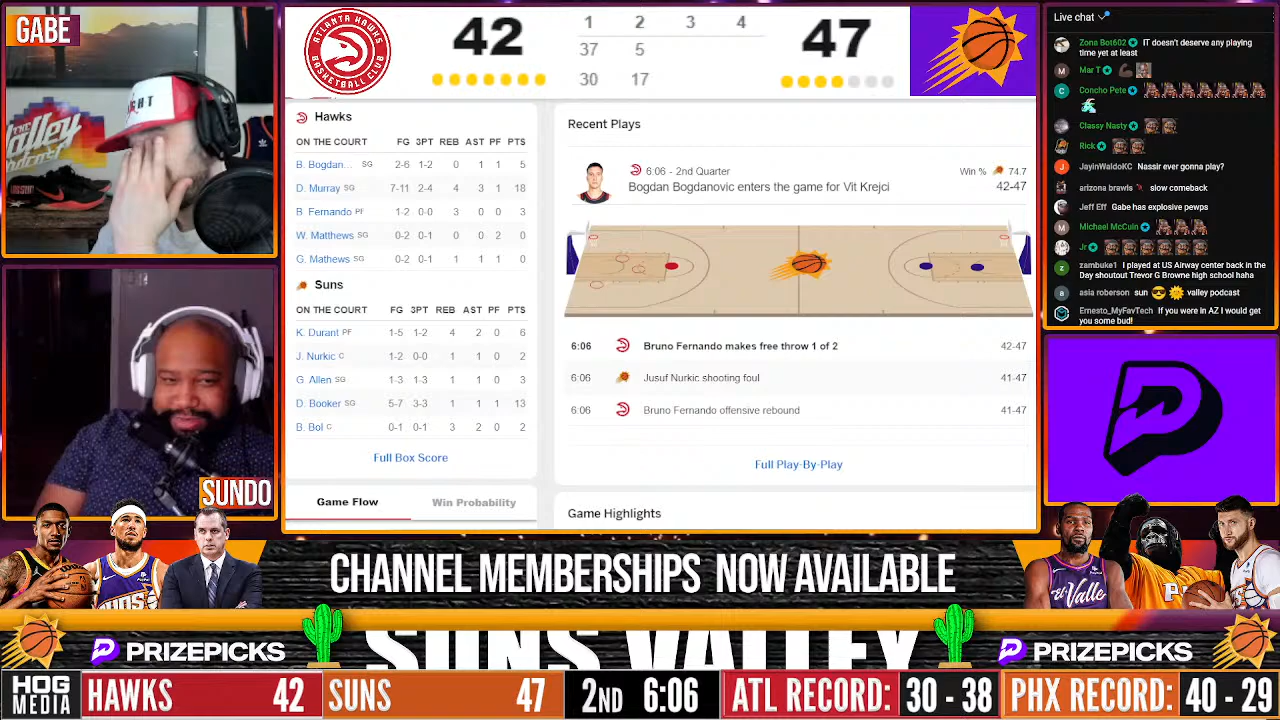 GABE
THE
Valley
Podcast
SUNDO
ATLANTA HAWKS
BASKETBALL CLUB
42
1 2 3 4
37 5
30 17
47
Hawks
ON THE COURT FG 3PT REB AST PF PTS
B. Bogdan... SG 2-6 1-2 0 1 1 5
D. Murray SG 7-11 2-4 4 3 1 18
B. Fernando PF 1-2 0-0 3 0 0 3
W. Matthews SG 0-2 0-1 0 0 2 0
G. Mathews SG 0-2 0-1 1 1 1 0
Suns
ON THE COURT FG 3PT REB AST PF PTS
K. Durant PF 1-5 1-2 4 2 0 6
J. Nurkic C 1-2 0-0 1 1 0 2
G. Allen SG 1-3 1-3 1 1 0 3
D. Booker SG 5-7 3-3 1 1 1 13
B. Bol C 0-1 0-1 3 2 0 2
Full Box Score
Game Flow
Win Probability
Recent Plays
6:06 - 2nd Quarter
Win % 74.7
Bogdan Bogdanovic enters the game for Vit Krejci
42-47
6:06 Bruno Fernando makes free throw 1 of 2 42-47
6:06 Jusuf Nurkic shooting foul 41-47
6:06 Bruno Fernando offensive rebound 41-47
Full Play-By-Play
Game Highlights
Live chat
Zona Bot602 IT doesn't deserve any playing
time yet at least
Mar T
Concho Pete
Classy Nasty
Rick
JayinWaldoKC Nassir ever gonna play?
arizona brawls slow comeback
Jeff Eff Gabe has explosive pewps
Michael McCuin
Jr
zambuke1 I played at US Airway center back in the
Day shoutout Trevor G Browne high school haha
asia roberson sun valley podcast
Ernesto_MyFavTech If you were in AZ I would get
you some bud!
CHANNEL MEMBERSHIPS NOW AVAILABLE
PRIZEPICKS
SUNS VALLEY
PRIZEPICKS
HOG
MEDIA
HAWKS 42
SUNS 47
2ND 6:06
ATL RECORD: 30 - 38
PHX RECORD: 40 - 29